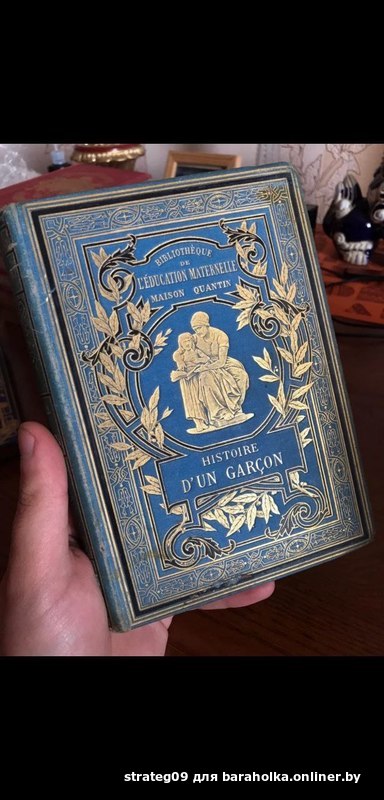 BIBLIOTHÈQUE
DE
L'ÉDUCATION MATERNELLE
MAISON QUANTIN
HISTOIRE
D'UN GARÇON
strateg09 для baraholka.onliner.by